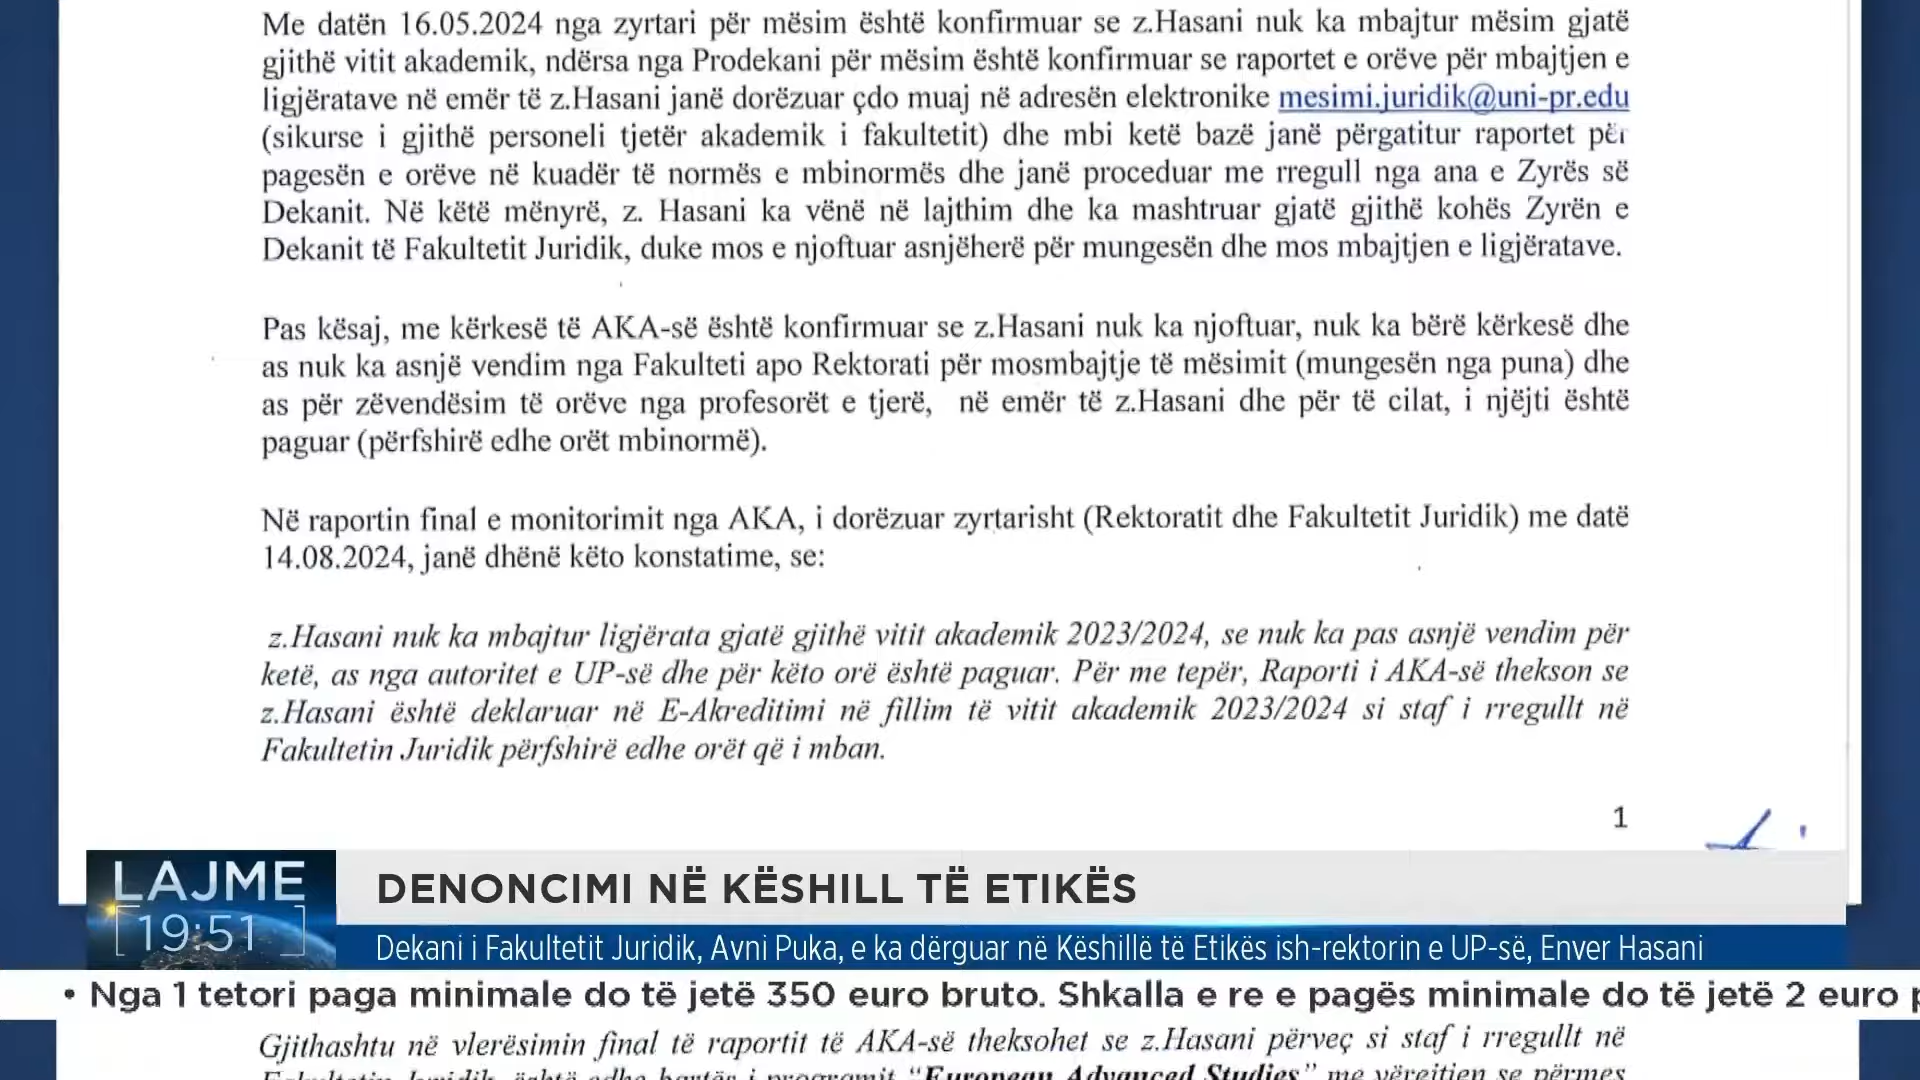 Me datën 16.05.2024 nga zyrtari për mësim është konfirmuar se z.Hasani nuk ka mbajtur mësim gjatë
gjithë vitit akademik, ndërsa nga Prodekani për mësim është konfirmuar se raportet e orëve për mbajtjen e
ligjëratave në emër të z.Hasani janë dorëzuar çdo muaj në adresën elektronike mesimi.juridik@uni-pr.edu
(sikurse i gjithë personeli tjetër akademik i fakultetit) dhe mbi ketë bazë janë përgatitur raportet për
pagesën e orëve në kuadër të normës e mbinormës dhe janë proceduar me rregull nga ana e Zyrës së
Dekanit. Në këtë mënyrë, z. Hasani ka vënë në lajthim dhe ka mashtruar gjatë gjithë kohës Zyrën e
Dekanit të Fakultetit Juridik, duke mos e njoftuar asnjëherë për mungesën dhe mos mbajtjen e ligjëratave.
Pas kësaj, me kërkesë të AKA-së është konfirmuar se z.Hasani nuk ka njoftuar, nuk ka bërë kërkesë dhe
as nuk ka asnjë vendim nga Fakulteti apo Rektorati për mosmbajtje të mësimit (mungesën nga puna) dhe
as për zëvendësim të orëve nga profesorët e tjerë, në emër të z.Hasani dhe për të cilat, i njëjti është
paguar (përfshirë edhe orët mbinormë).
Në raportin final e monitorimit nga AKA, i dorëzuar zyrtarisht (Rektoratit dhe Fakultetit Juridik) me datë
14.08.2024, janë dhënë këto konstatime, se:
z.Hasani nuk ka mbajtur ligjërata gjatë gjithë vitit akademik 2023/2024, se nuk ka pas asnjë vendim për
ketë, as nga autoritet e UP-së dhe për këto orë është paguar. Për me tepër, Raporti i AKA-së thekson se
z.Hasani është deklaruar në E-Akreditimi në fillim të vitit akademik 2023/2024 si staf i rregullt në
Fakultetin Juridik përfshirë edhe orët që i mban.
1
LAJME
19:51
DENONCIMI NË KËSHILL TË ETIKËS
Dekani i Fakultetit Juridik, Avni Puka, e ka dërguar në Këshillë të Etikës ish-rektorin e UP-së, Enver Hasani
• Nga 1 tetori paga minimale do të jetë 350 euro bruto. Shkalla e re e pagës minimale do të jetë 2 euro
Gjithashtu në vlerësimin final të raportit të AKA-së theksohet se z.Hasani përveç si staf i rregullt në
Fakultetin Juridik, është edhe bartës i programit "European Advanced Studies" me vërejtjen se përmes